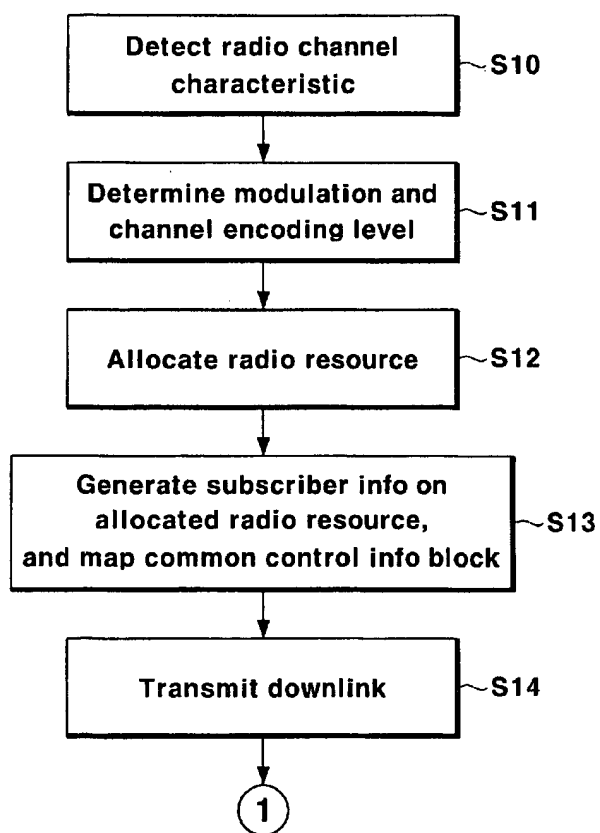 Detect radio channel
characteristic
S10
Determine modulation and
channel encoding level
S11
Allocate radio resource
S12
Generate subscriber info on
allocated radio resource,
and map common control info block
S13
Transmit downlink
S14
1